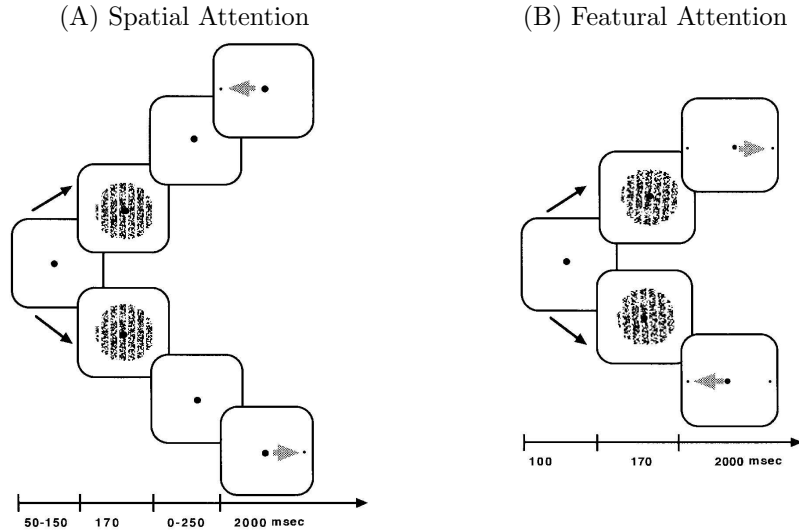 (A) Spatial Attention
(B) Featural Attention
50-150 170 0-250 2000 msec
100 170 2000 msec